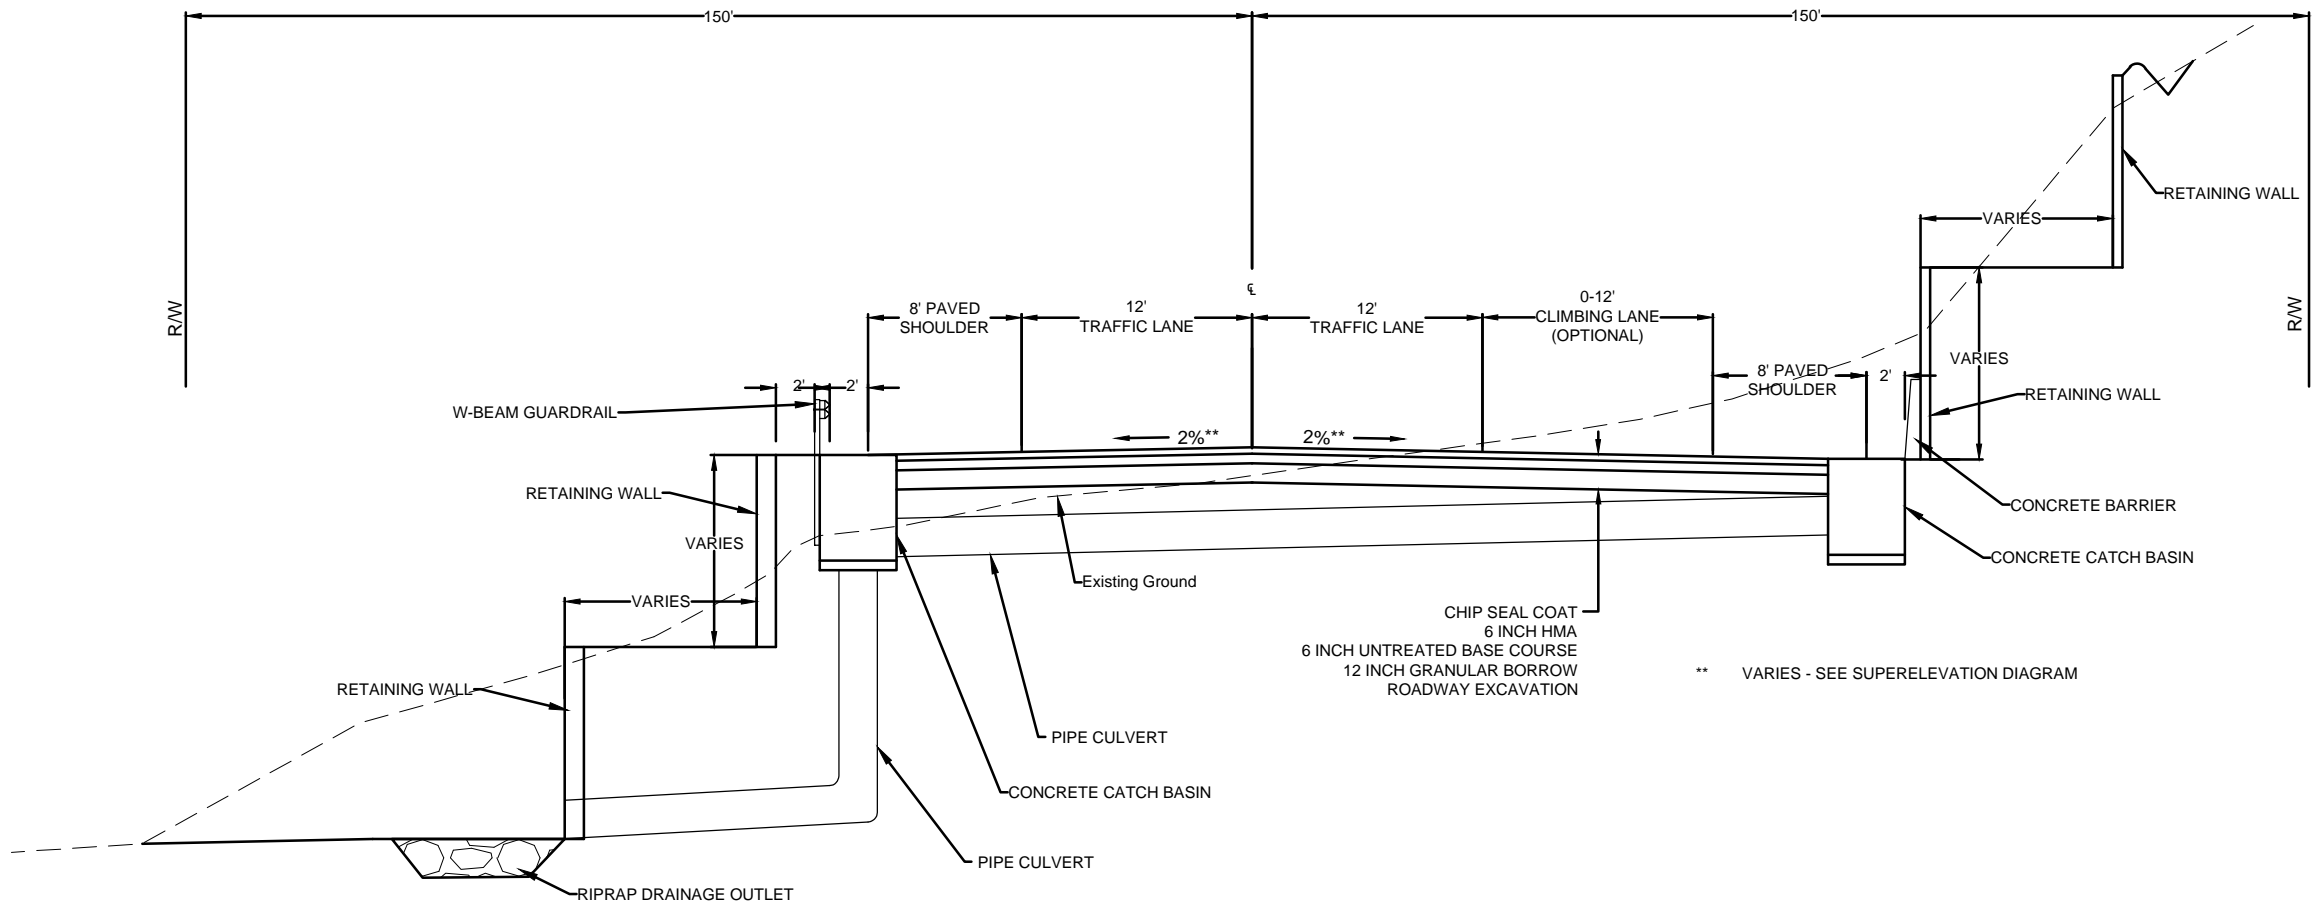 150'
150'
R/W
R/W
RETAINING WALL
VARIES
℄
8' PAVED
SHOULDER
12'
TRAFFIC LANE
12'
TRAFFIC LANE
0-12'
CLIMBING LANE
(OPTIONAL)
VARIES
8' PAVED
SHOULDER
2'
2'
2'
W-BEAM GUARDRAIL
RETAINING WALL
2%**
2%**
RETAINING WALL
CONCRETE BARRIER
VARIES
CONCRETE CATCH BASIN
Existing Ground
VARIES
CHIP SEAL COAT
6 INCH HMA
6 INCH UNTREATED BASE COURSE
12 INCH GRANULAR BORROW
ROADWAY EXCAVATION
** VARIES - SEE SUPERELEVATION DIAGRAM
RETAINING WALL
PIPE CULVERT
CONCRETE CATCH BASIN
PIPE CULVERT
RIPRAP DRAINAGE OUTLET